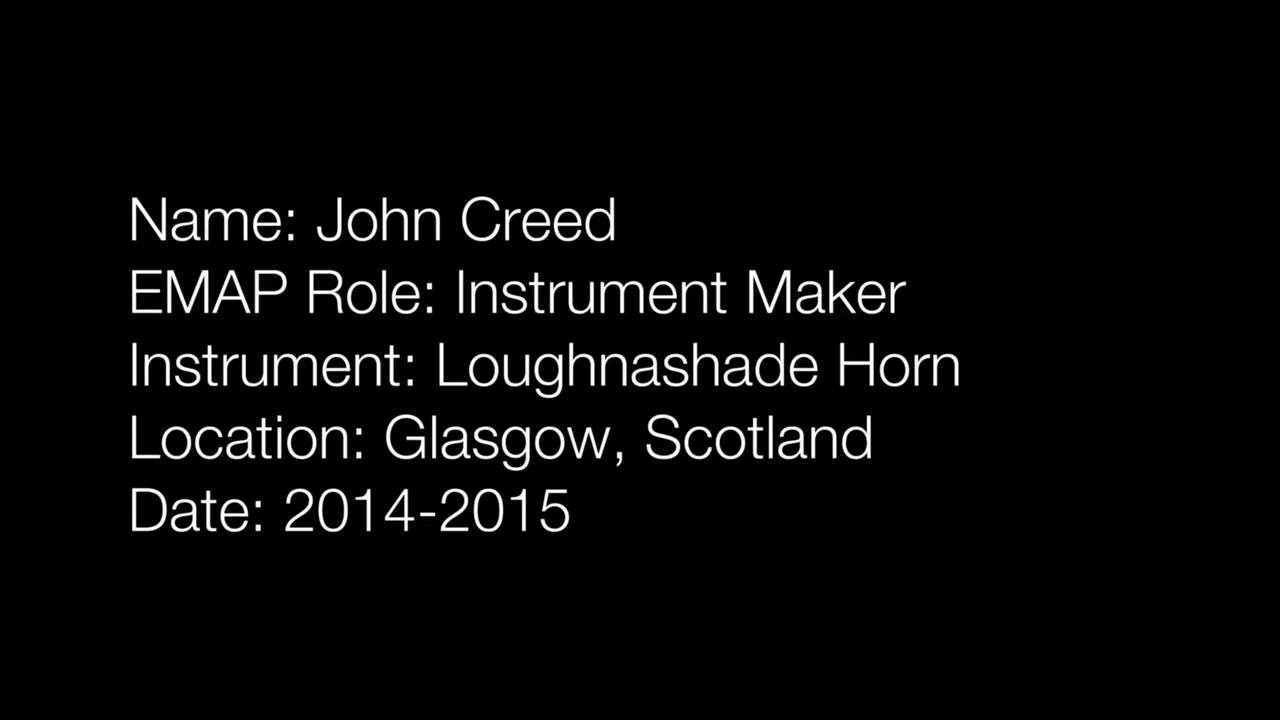 Name: John Creed
EMAP Role: Instrument Maker
Instrument: Loughnashade Horn
Location: Glasgow, Scotland
Date: 2014-2015